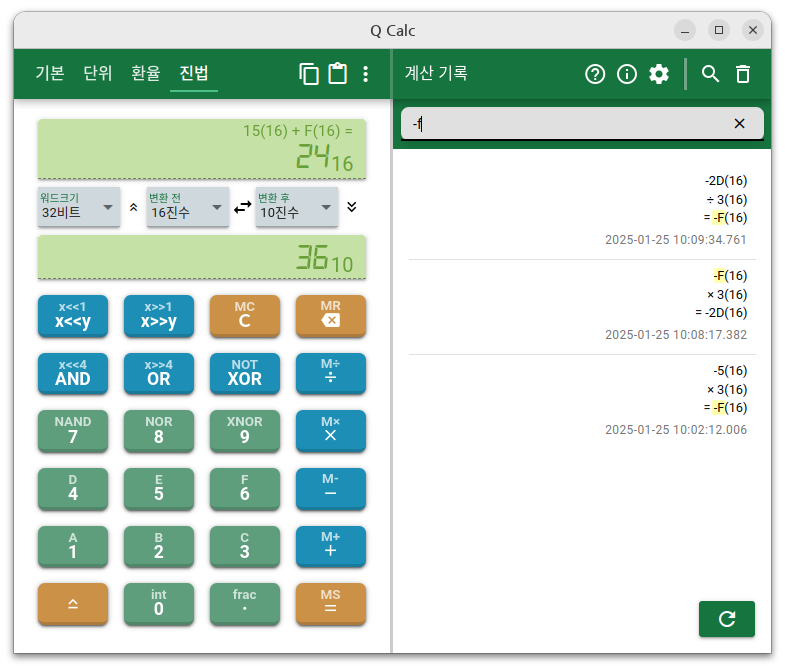 Q Calc
기본 단위 환율 진법
계산 기록
15(16) + F(16) =
24 16
워드크기 변환 전 변환 후
32비트 16진수 10진수
36 10
x<<1 x>>1 MC MR
x<<y x>>y C
x<<4 x>>4 NOT M÷
AND OR XOR ÷
NAND NOR XNOR M×
7 8 9 ×
D E F M-
4 5 6 −
A B C M+
1 2 3 +
int frac MS
0 . =
-f
-2D(16)
÷ 3(16)
= -F(16)
2025-01-25 10:09:34.761
-F(16)
× 3(16)
= -2D(16)
2025-01-25 10:08:17.382
-5(16)
× 3(16)
= -F(16)
2025-01-25 10:02:12.006